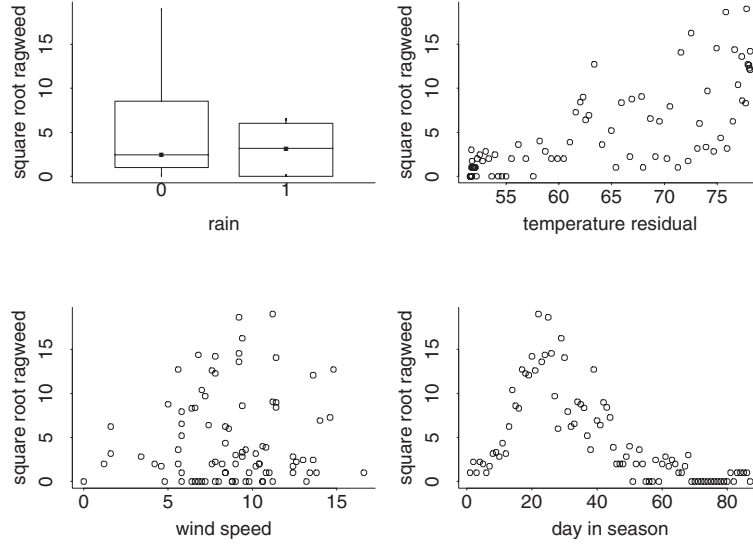 square root ragweed
15
10
5
0
0 1
rain
square root ragweed
15
10
5
0
55 60 65 70 75
temperature residual
square root ragweed
15
10
5
0
0 5 10 15
wind speed
square root ragweed
15
10
5
0
0 20 40 60 80
day in season